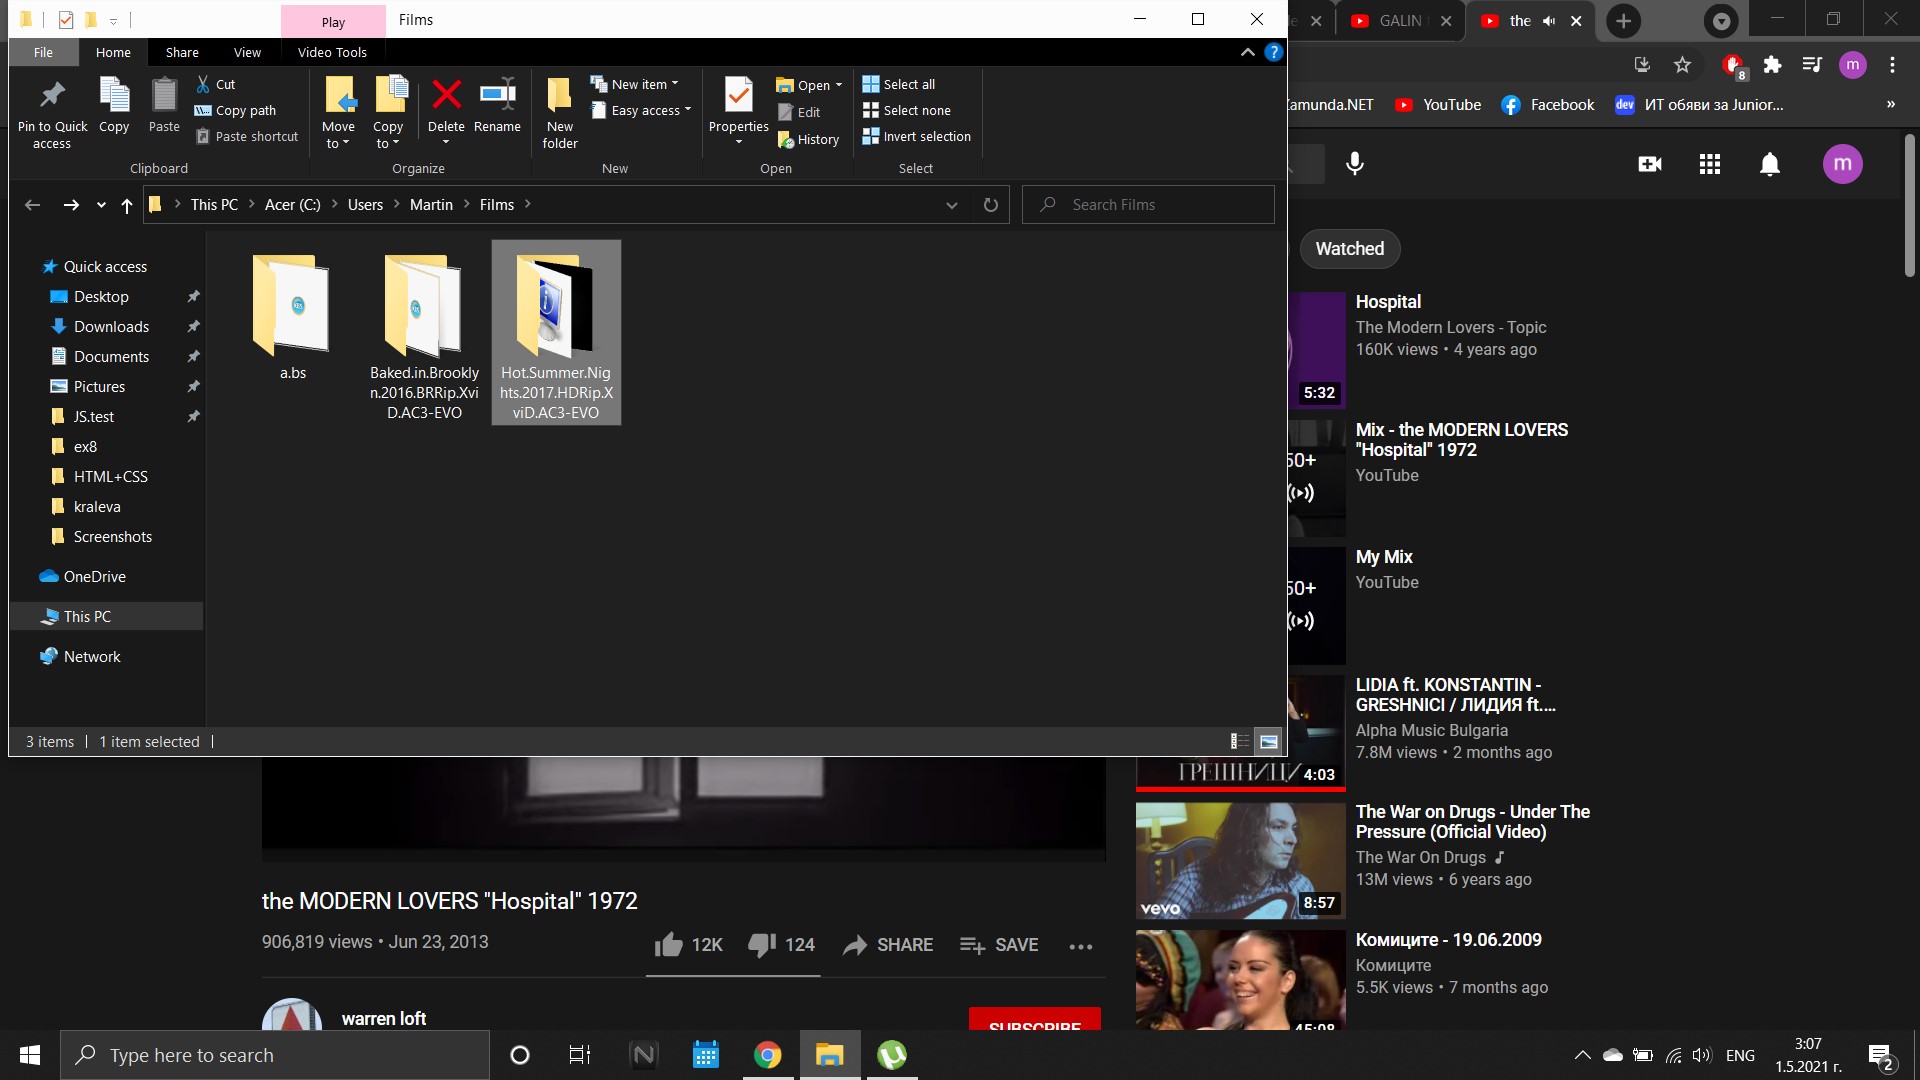 Play
Films
File
Home
Share
View
Video Tools
Pin to Quick access
Copy
Paste
Cut
Copy path
Paste shortcut
Clipboard
Move to
Copy to
Delete
Rename
Organize
New folder
New item
Easy access
New
Properties
Open
Edit
History
Open
Select all
Select none
Invert selection
Select
This PC
Acer (C:)
Users
Martin
Films
Search Films
Quick access
Desktop
Downloads
Documents
Pictures
JS.test
ex8
HTML+CSS
kraleva
Screenshots
OneDrive
This PC
Network
a.bs
Baked.in.Brookly
n.2016.BRRip.Xvi
D.AC3-EVO
Hot.Summer.Nig
hts.2017.HDRip.X
viD.AC3-EVO
3 items
1 item selected
GALIN
the
8
m
amunda.NET
YouTube
Facebook
dev
ИТ обяви за Junior...
»
m
Watched
Hospital
The Modern Lovers - Topic
160K views • 4 years ago
5:32
Mix - the MODERN LOVERS
"Hospital" 1972
YouTube
50+
My Mix
YouTube
50+
LIDIA ft. KONSTANTIN -
GRESHNICI / ЛИДИЯ ft....
Alpha Music Bulgaria
7.8M views • 2 months ago
ГРЕШНИЦИ
4:03
The War on Drugs - Under The
Pressure (Official Video)
The War On Drugs
13M views • 6 years ago
vevo
8:57
Комиците - 19.06.2009
Комиците
5.5K views • 7 months ago
45:08
the MODERN LOVERS "Hospital" 1972
906,819 views • Jun 23, 2013
12K
124
SHARE
SAVE
warren loft
SUBSCRIBE
Type here to search
N
ENG
3:07
1.5.2021 г.
2